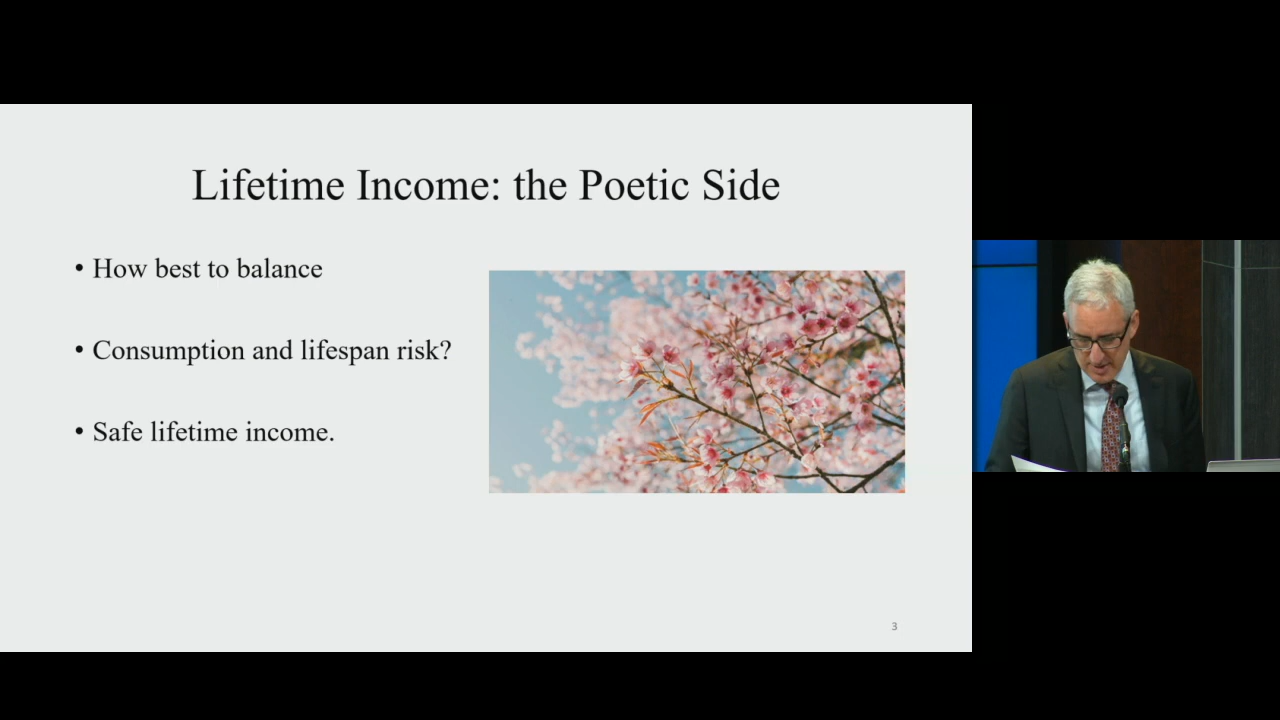 Lifetime Income: the Poetic Side
• How best to balance
• Consumption and lifespan risk?
• Safe lifetime income.
3